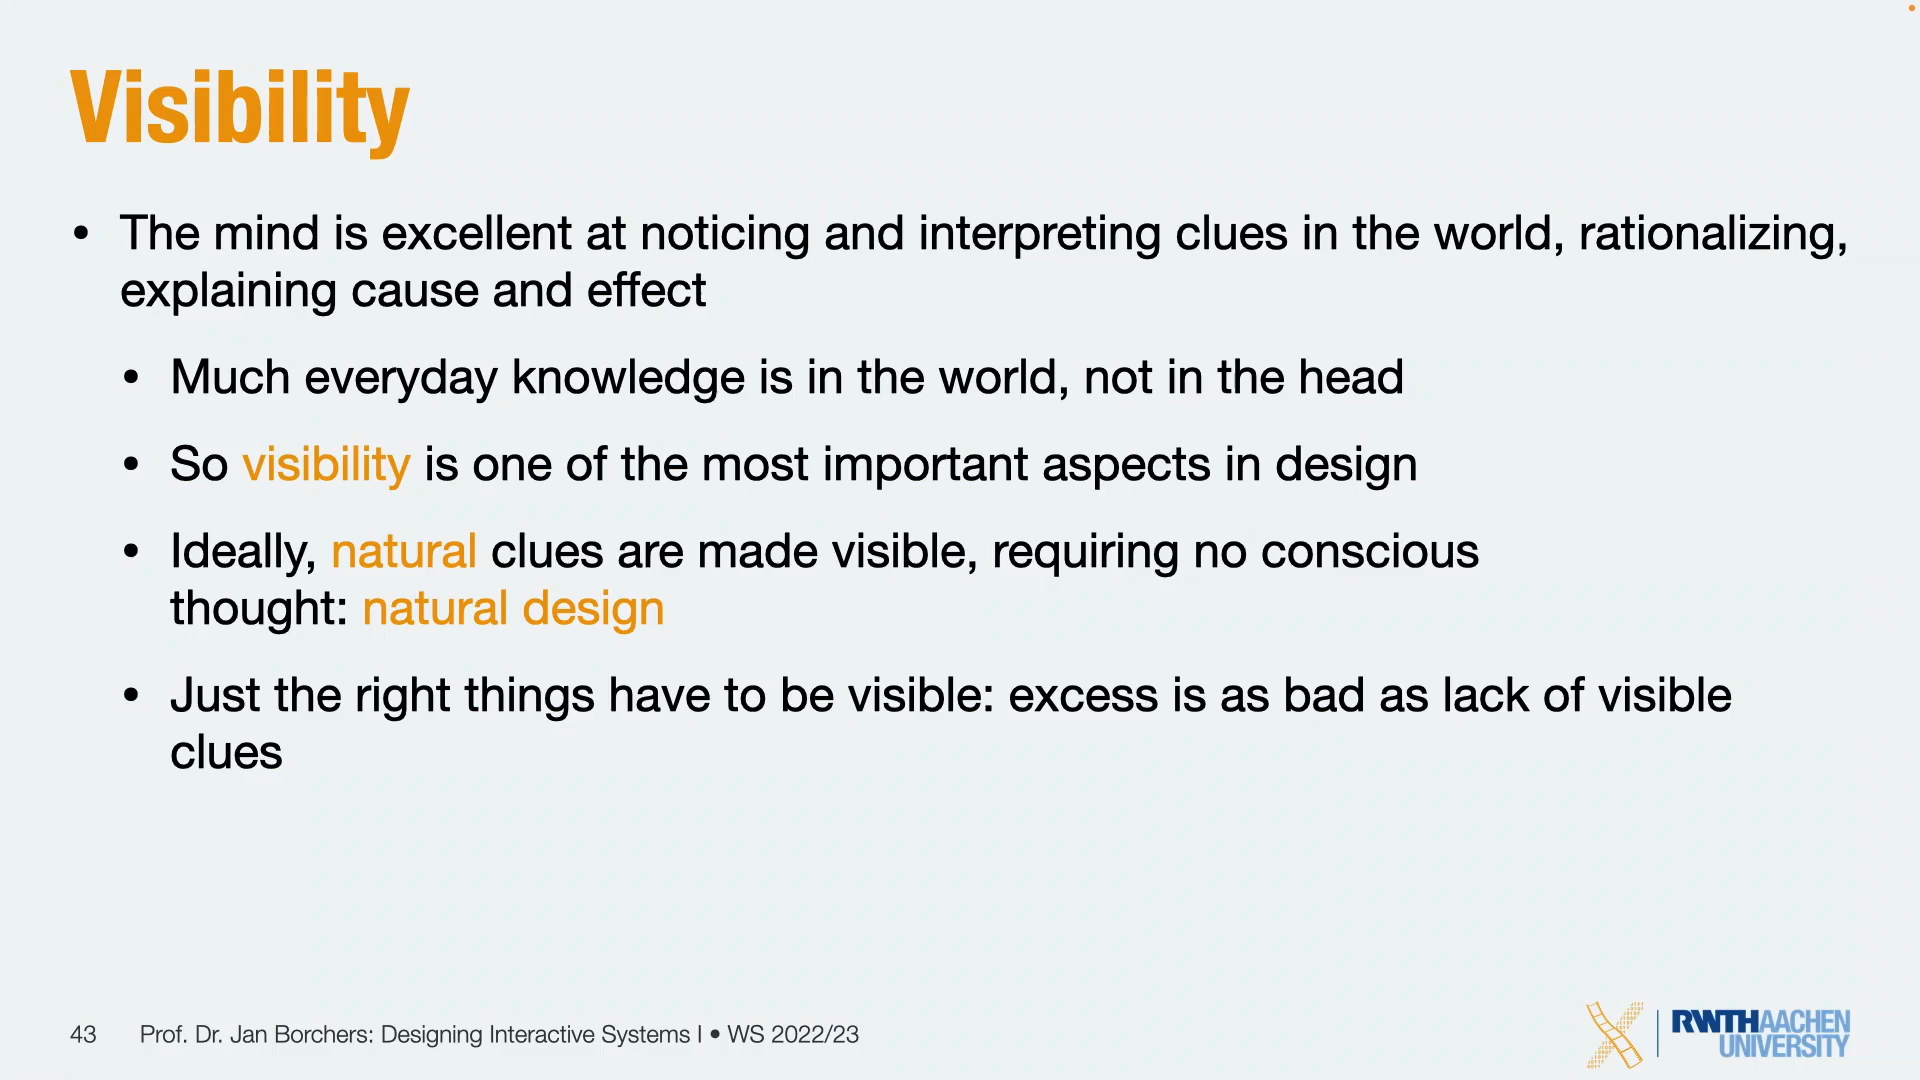 Visibility
• The mind is excellent at noticing and interpreting clues in the world, rationalizing,
explaining cause and effect
• Much everyday knowledge is in the world, not in the head
• So visibility is one of the most important aspects in design
• Ideally, natural clues are made visible, requiring no conscious
thought: natural design
• Just the right things have to be visible: excess is as bad as lack of visible
clues
43 Prof. Dr. Jan Borchers: Designing Interactive Systems I • WS 2022/23
RWTHAACHEN
UNIVERSITY